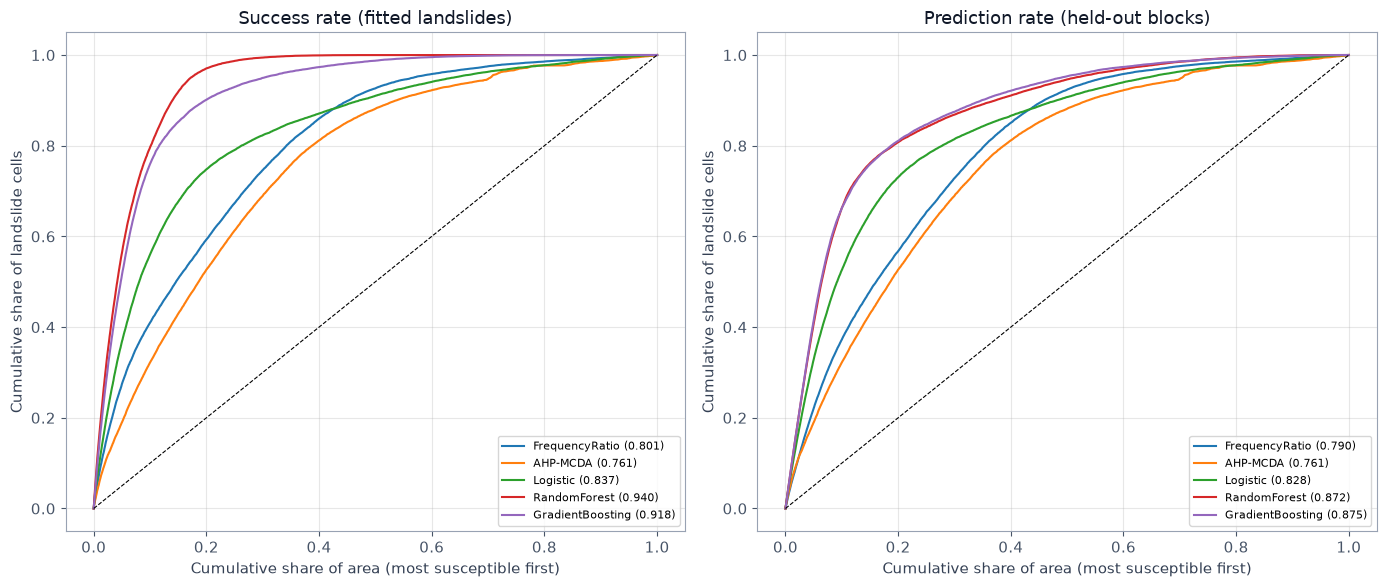 Success rate (fitted landslides)
Cumulative share of landslide cells
1.0
0.8
0.6
0.4
0.2
0.0
0.0 0.2 0.4 0.6 0.8 1.0
Cumulative share of area (most susceptible first)
FrequencyRatio (0.801)
AHP-MCDA (0.761)
Logistic (0.837)
RandomForest (0.940)
GradientBoosting (0.918)
Prediction rate (held-out blocks)
Cumulative share of landslide cells
1.0
0.8
0.6
0.4
0.2
0.0
0.0 0.2 0.4 0.6 0.8 1.0
Cumulative share of area (most susceptible first)
FrequencyRatio (0.790)
AHP-MCDA (0.761)
Logistic (0.828)
RandomForest (0.872)
GradientBoosting (0.875)